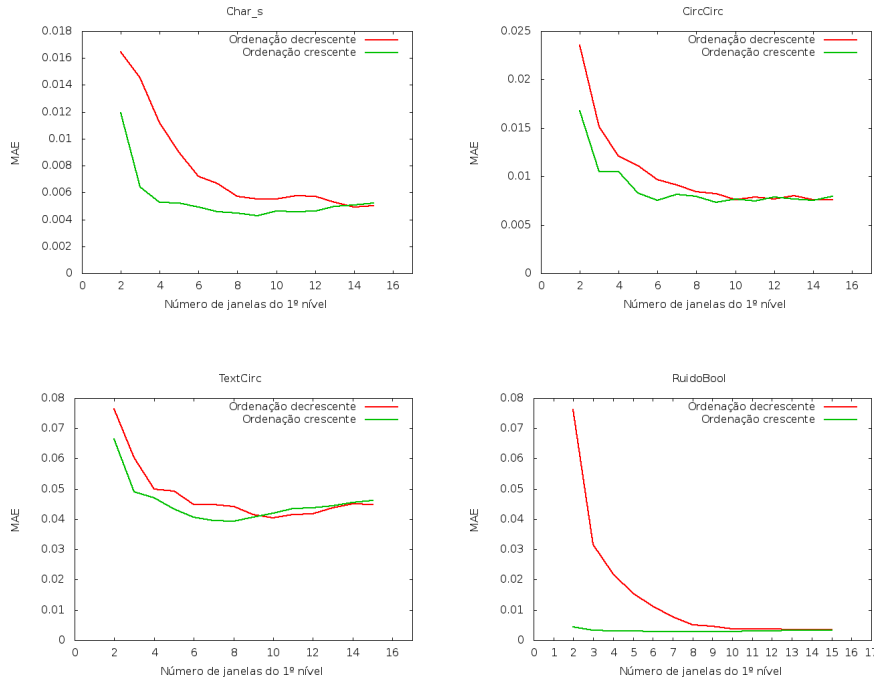 Char_s
Ordenação decrescente
Ordenação crescente
0.018
0.016
0.014
0.012
0.01
0.008
0.006
0.004
0.002
0
MAE
0 2 4 6 8 10 12 14 16
Número de janelas do 1º nível
CircCirc
Ordenação decrescente
Ordenação crescente
0.025
0.02
0.015
0.01
0.005
0
MAE
0 2 4 6 8 10 12 14 16
Número de janelas do 1º nível
TextCirc
Ordenação decrescente
Ordenação crescente
0.08
0.07
0.06
0.05
0.04
0.03
0.02
0.01
0
MAE
0 2 4 6 8 10 12 14 16
Número de janelas do 1º nível
RuidoBool
Ordenação decrescente
Ordenação crescente
0.08
0.07
0.06
0.05
0.04
0.03
0.02
0.01
0
MAE
0 1 2 3 4 5 6 7 8 9 10 11 12 13 14 15 16 17
Número de janelas do 1º nível